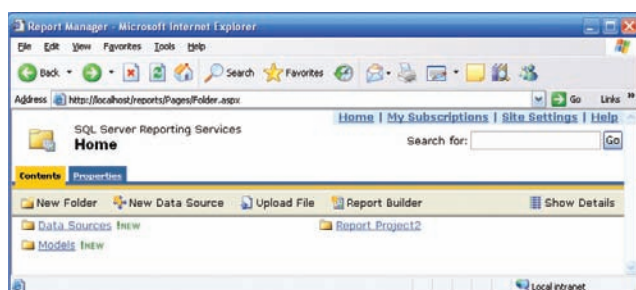 Report Manager - Microsoft Internet Explorer
File Edit View Favorites Tools Help
Back Search Favorites
Address http://localhost/reports/Pages/Folder.aspx Go Links »
Home | My Subscriptions | Site Settings | Help
SQL Server Reporting Services
Home
Search for: Go
Contents Properties
New Folder New Data Source Upload File Report Builder Show Details
Data Sources !NEW Report Project2
Models !NEW
Local intranet